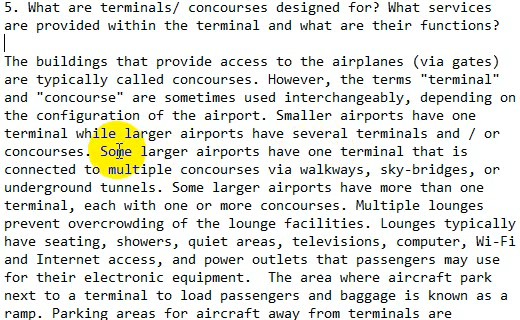 5. What are terminals/ concourses designed for? What services
are provided within the terminal and what are their functions?
The buildings that provide access to the airplanes (via gates)
are typically called concourses. However, the terms "terminal"
and "concourse" are sometimes used interchangeably, depending on
the configuration of the airport. Smaller airports have one
terminal while larger airports have several terminals and / or
concourses. Some larger airports have one terminal that is
connected to multiple concourses via walkways, sky-bridges, or
underground tunnels. Some larger airports have more than one
terminal, each with one or more concourses. Multiple lounges
prevent overcrowding of the lounge facilities. Lounges typically
have seating, showers, quiet areas, televisions, computer, Wi-Fi
and Internet access, and power outlets that passengers may use
for their electronic equipment.  The area where aircraft park
next to a terminal to load passengers and baggage is known as a
ramp. Parking areas for aircraft away from terminals are